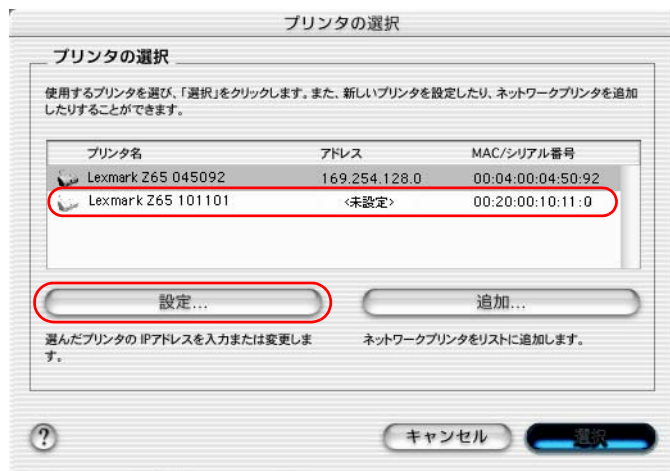 プリンタの選択
プリンタの選択
使用するプリンタを選び、「選択」をクリックします。また、新しいプリンタを設定したり、ネットワークプリンタを追加
したりすることができます。
プリンタ名 アドレス MAC/シリアル番号
Lexmark Z65 045092 169.254.128.0 00:04:00:04:50:92
Lexmark Z65 101101 <未設定> 00:20:00:10:11:0
設定... 追加...
選んだプリンタの IPアドレスを入力または変更しま
す。
ネットワークプリンタをリストに追加します。
? キャンセル 選択